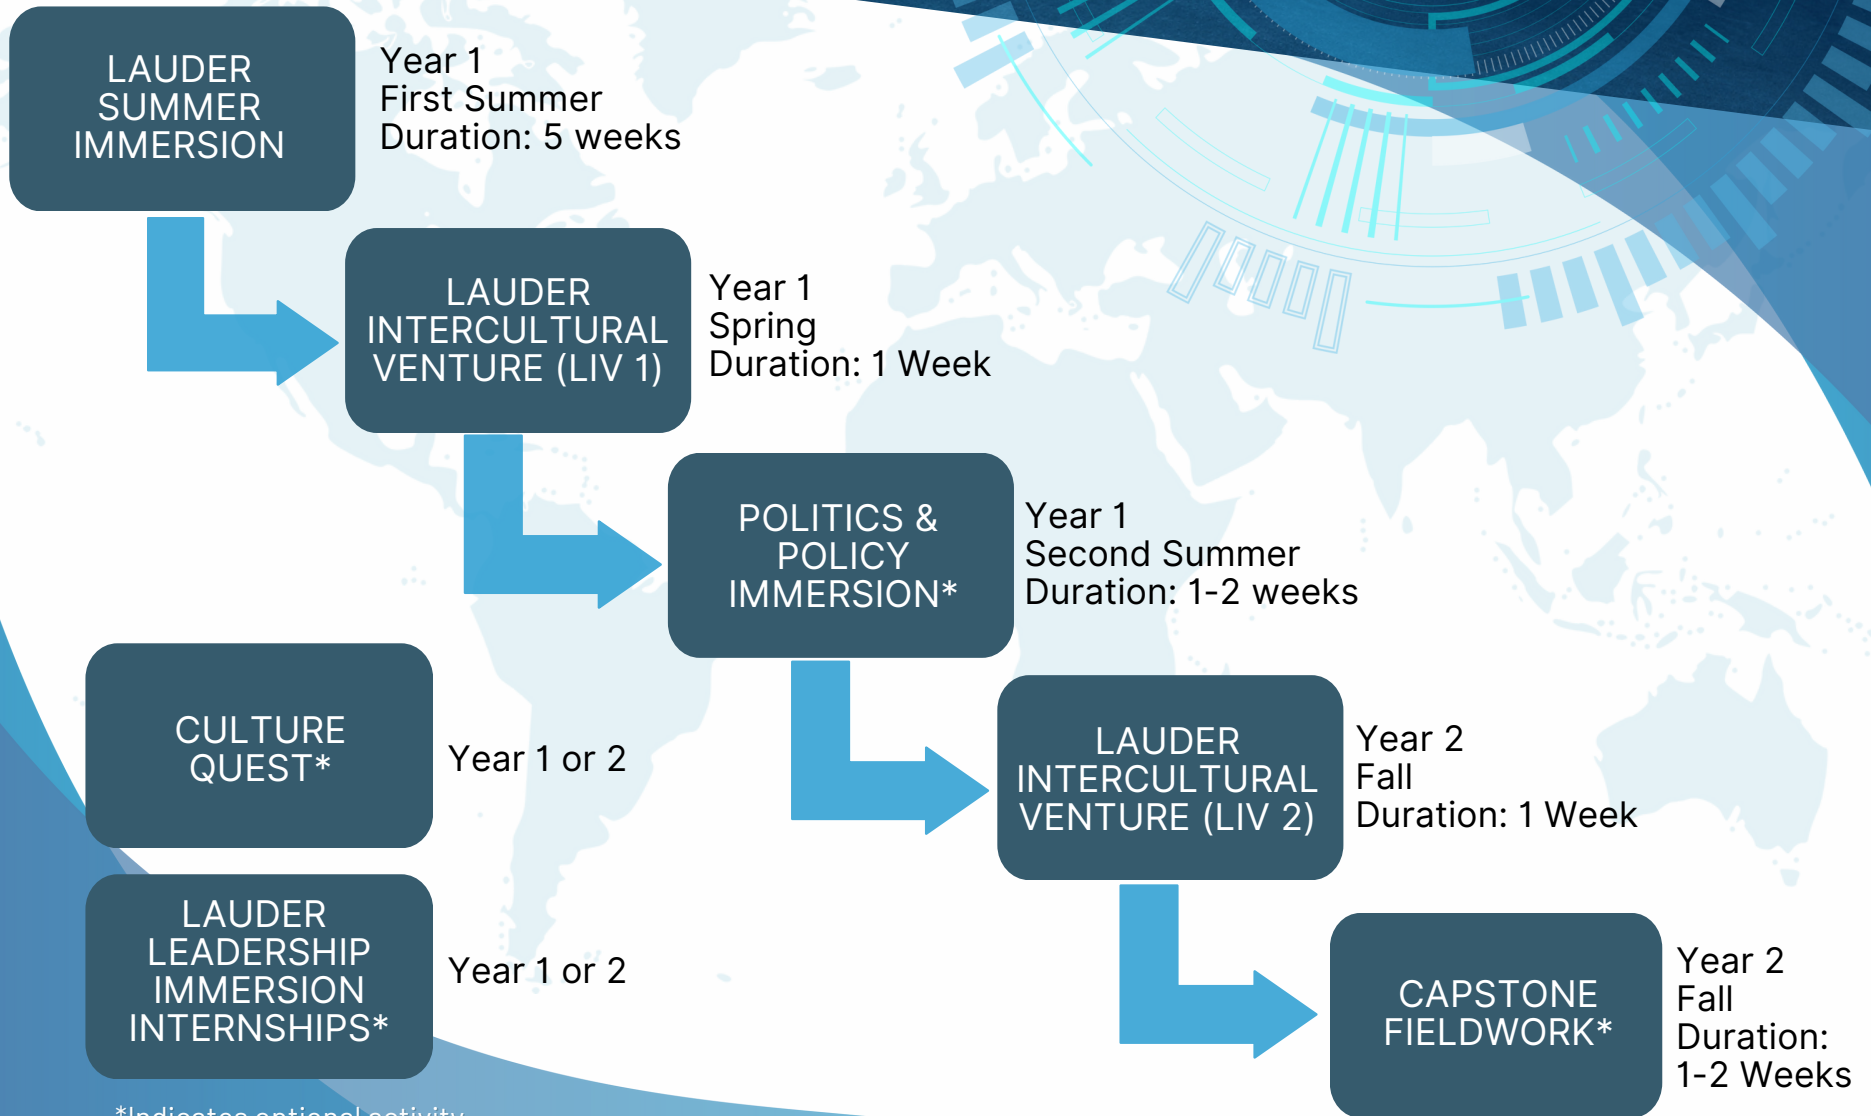 LAUDER
SUMMER
IMMERSION
Year 1
First Summer
Duration: 5 weeks
LAUDER
INTERCULTURAL
VENTURE (LIV 1)
Year 1
Spring
Duration: 1 Week
POLITICS &
POLICY
IMMERSION*
Year 1
Second Summer
Duration: 1-2 weeks
CULTURE
QUEST*
Year 1 or 2
LAUDER
INTERCULTURAL
VENTURE (LIV 2)
Year 2
Fall
Duration: 1 Week
LAUDER
LEADERSHIP
IMMERSION
INTERNSHIPS*
Year 1 or 2
CAPSTONE
FIELDWORK*
Year 2
Fall
Duration:
1-2 Weeks
*Indicates optional activity